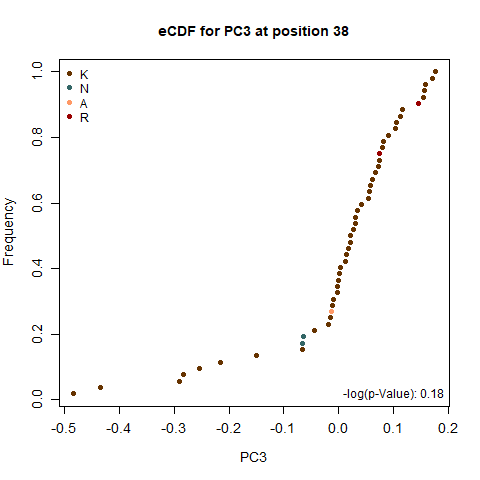 eCDF for PC3 at position 38
K
N
A
R
Frequency
1.0
0.8
0.6
0.4
0.2
0.0
-log(p-Value): 0.18
-0.5 -0.4 -0.3 -0.2 -0.1 0.0 0.1 0.2
PC3